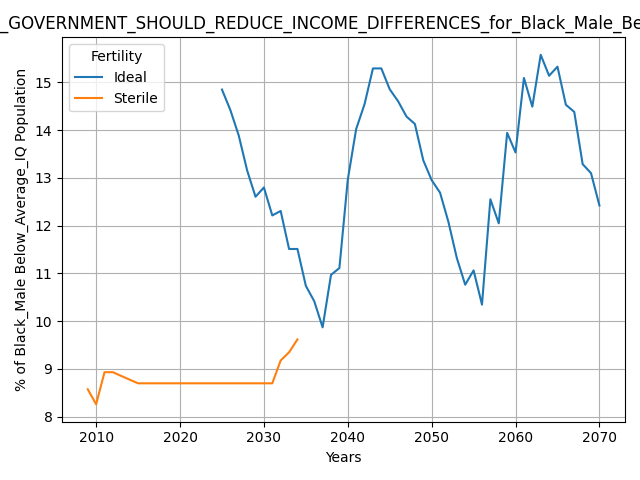 _GOVERNMENT_SHOULD_REDUCE_INCOME_DIFFERENCES_for_Black_Male_Be
Fertility
Ideal
Sterile
% of Black_Male Below_Average_IQ Population
15
14
13
12
11
10
9
8
2010 2020 2030 2040 2050 2060 2070
Years